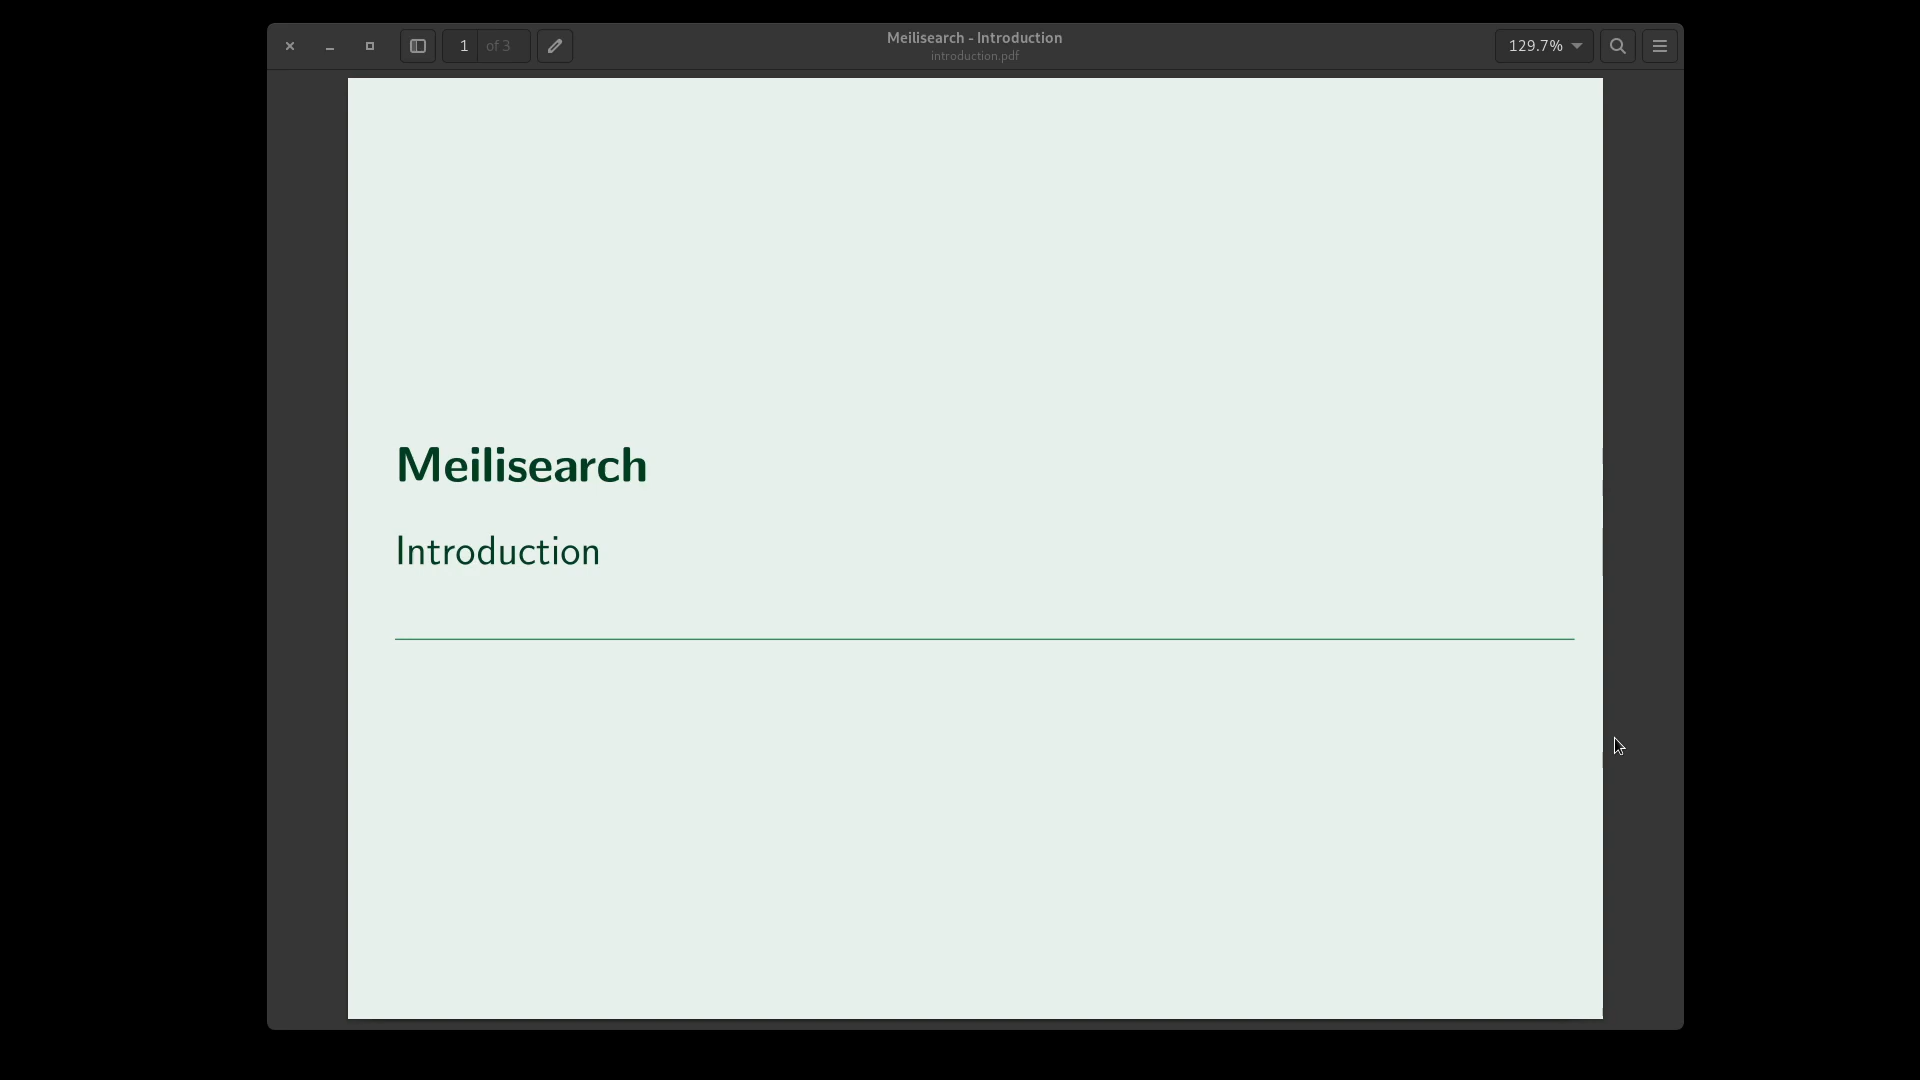 1 of 3
Meilisearch - Introduction
introduction.pdf
129.7%
Meilisearch
Introduction